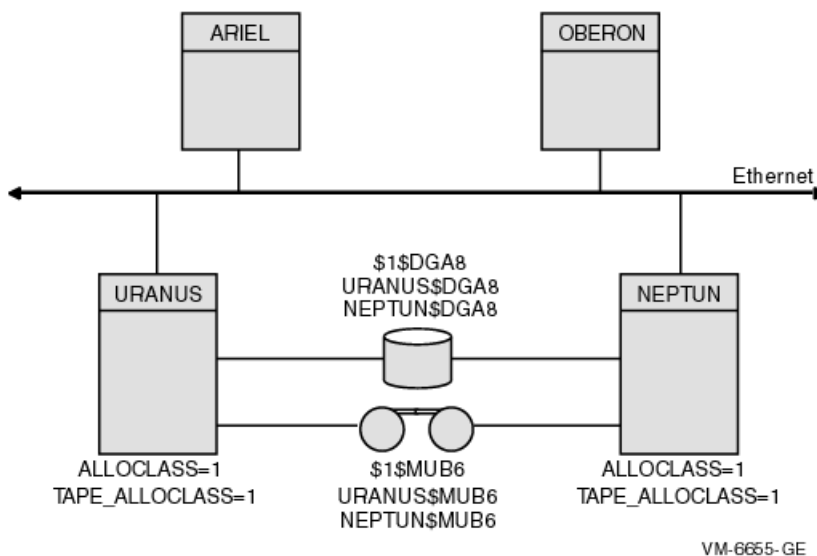 ARIEL
OBERON
Ethernet
URANUS
$1$DGA8
URANUS$DGA8
NEPTUN$DGA8
NEPTUN
ALLOCLASS=1
TAPE_ALLOCLASS=1
$1$MUB6
URANUS$MUB6
NEPTUN$MUB6
ALLOCLASS=1
TAPE_ALLOCLASS=1
VM-6655-GE